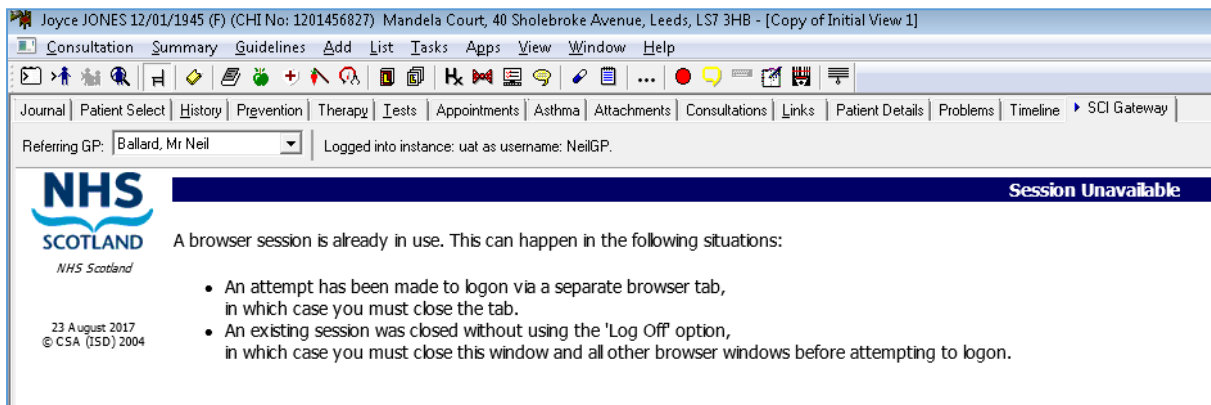 Joyce JONES 12/01/1945 (F) (CHI No: 1201456827) Mandela Court, 40 Sholebroke Avenue, Leeds, LS7 3HB - [Copy of Initial View 1]
Consultation Summary Guidelines Add List Tasks Apps View Window Help
Journal Patient Select History Prevention Therapy Tests Appointments Asthma Attachments Consultations Links Patient Details Problems Timeline SCI Gateway
Referring GP: Ballard, Mr Neil Logged into instance: uat as username: NeilGP.
NHS
SCOTLAND
NHS Scotland
23 August 2017
© CSA (ISD) 2004
Session Unavailable
A browser session is already in use. This can happen in the following situations:
• An attempt has been made to logon via a separate browser tab,
in which case you must close the tab.
• An existing session was closed without using the 'Log Off' option,
in which case you must close this window and all other browser windows before attempting to logon.